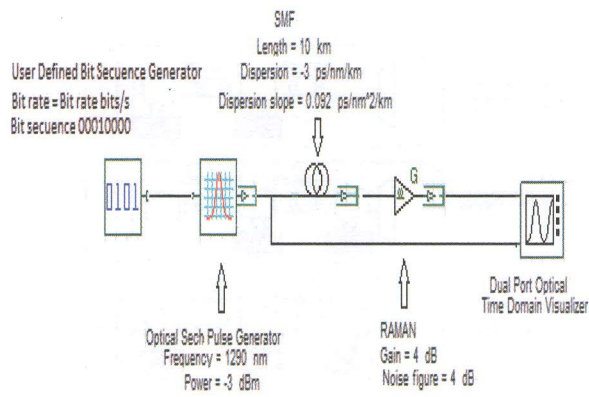 SMF
Length = 10 km
Dispersion = -3 ps/nm/km
Dispersion slope = 0.092 ps/nm^2/km
User Defined Bit Secuence Generator
Bit rate = Bit rate bits/s
Bit secuence 00010000
0101
G
Dual Port Optical
Time Domain Visualizer
Optical Sech Pulse Generator
Frequency = 1290 nm
Power = -3 dBm
RAMAN
Gain = 4 dB
Noise figure = 4 dB